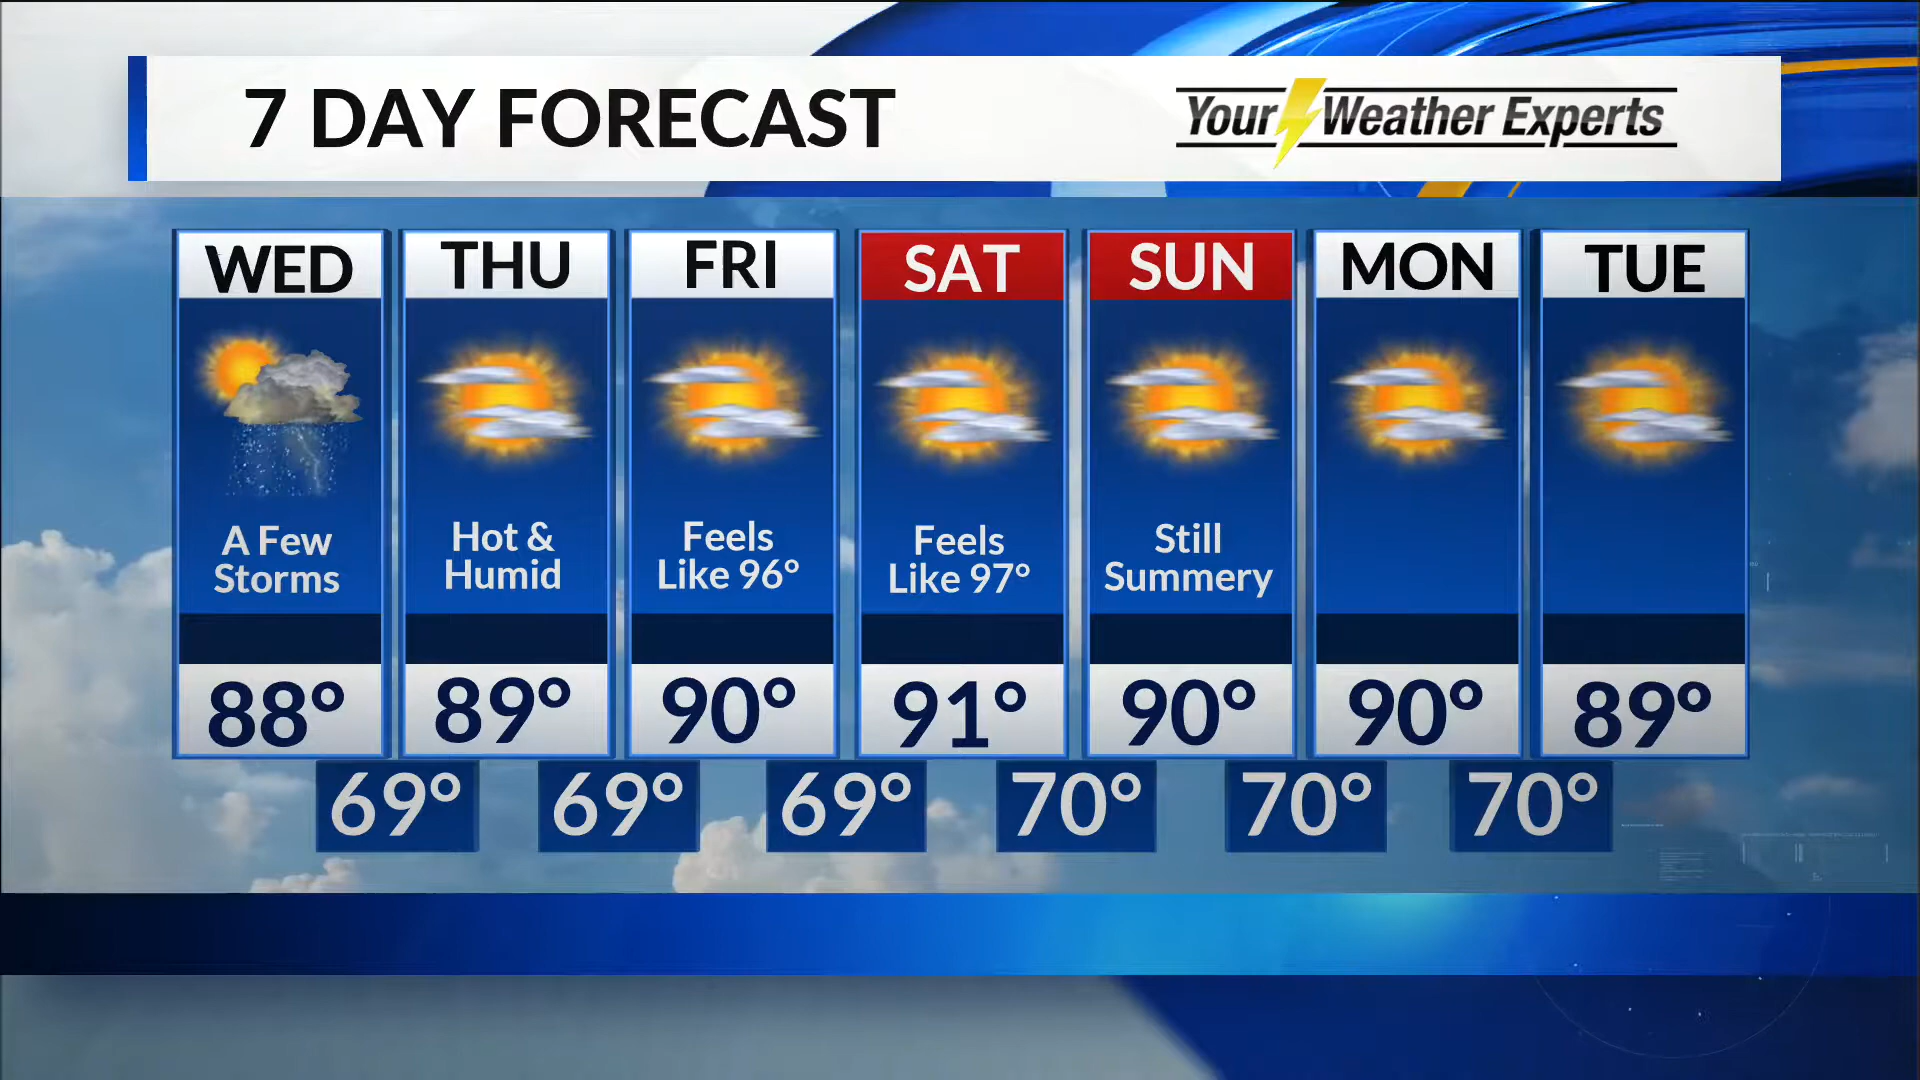 7 DAY FORECAST
Your Weather Experts
WED THU FRI SAT SUN MON TUE
A Few
Storms
Hot &
Humid
Feels
Like 96°
Feels
Like 97°
Still
Summery
88° 89° 90° 91° 90° 90° 89°
69° 69° 69° 70° 70° 70°